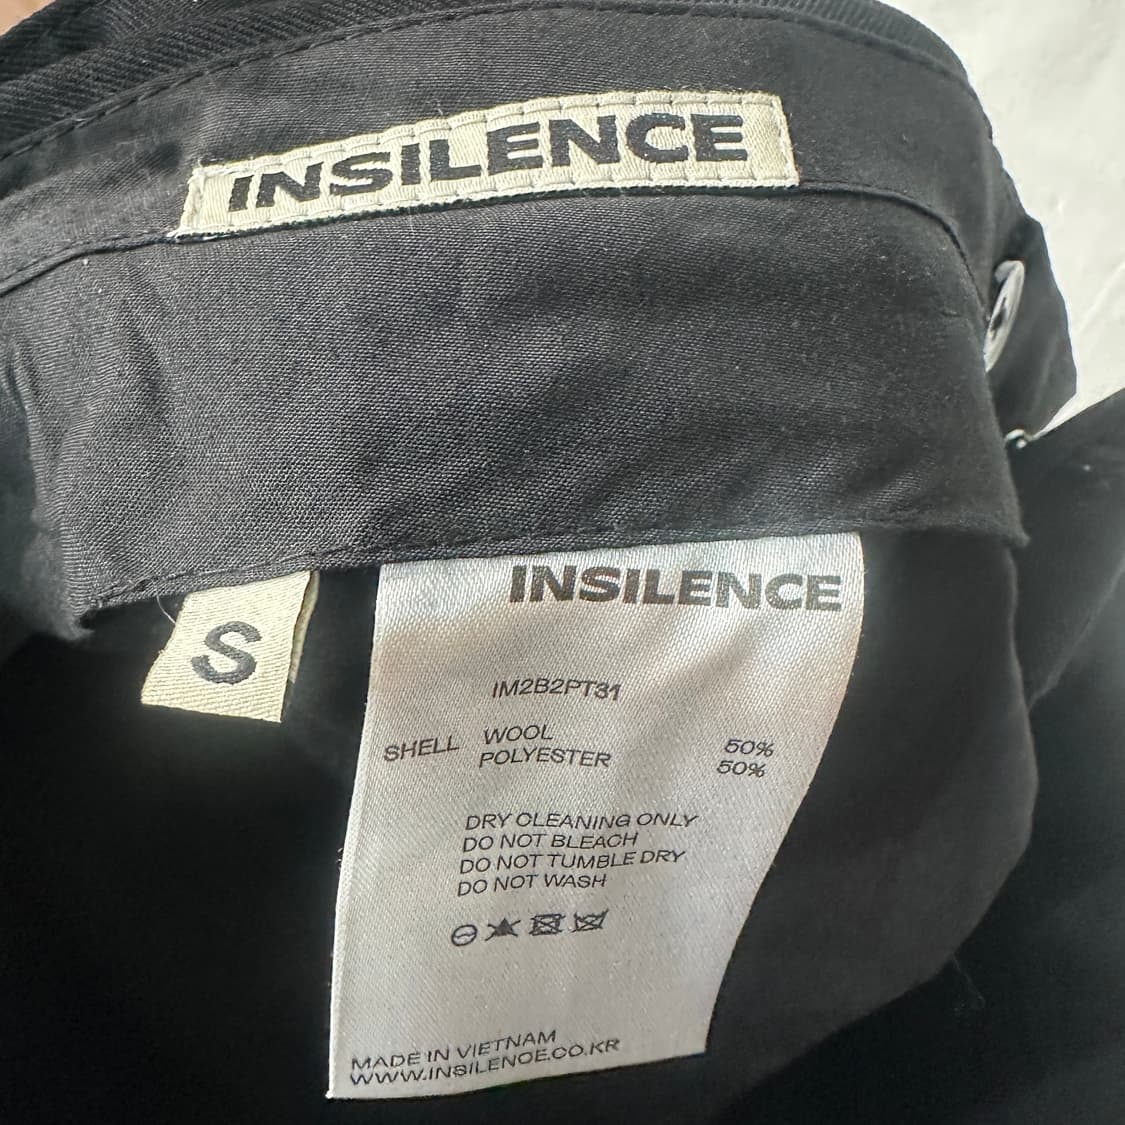 INSILENCE
S
INSILENCE
IM2B2PT31
SHELL WOOL 50%
POLYESTER 50%
DRY CLEANING ONLY
DO NOT BLEACH
DO NOT TUMBLE DRY
DO NOT WASH
MADE IN VIETNAM
WWW.INSILENCE.CO.KR